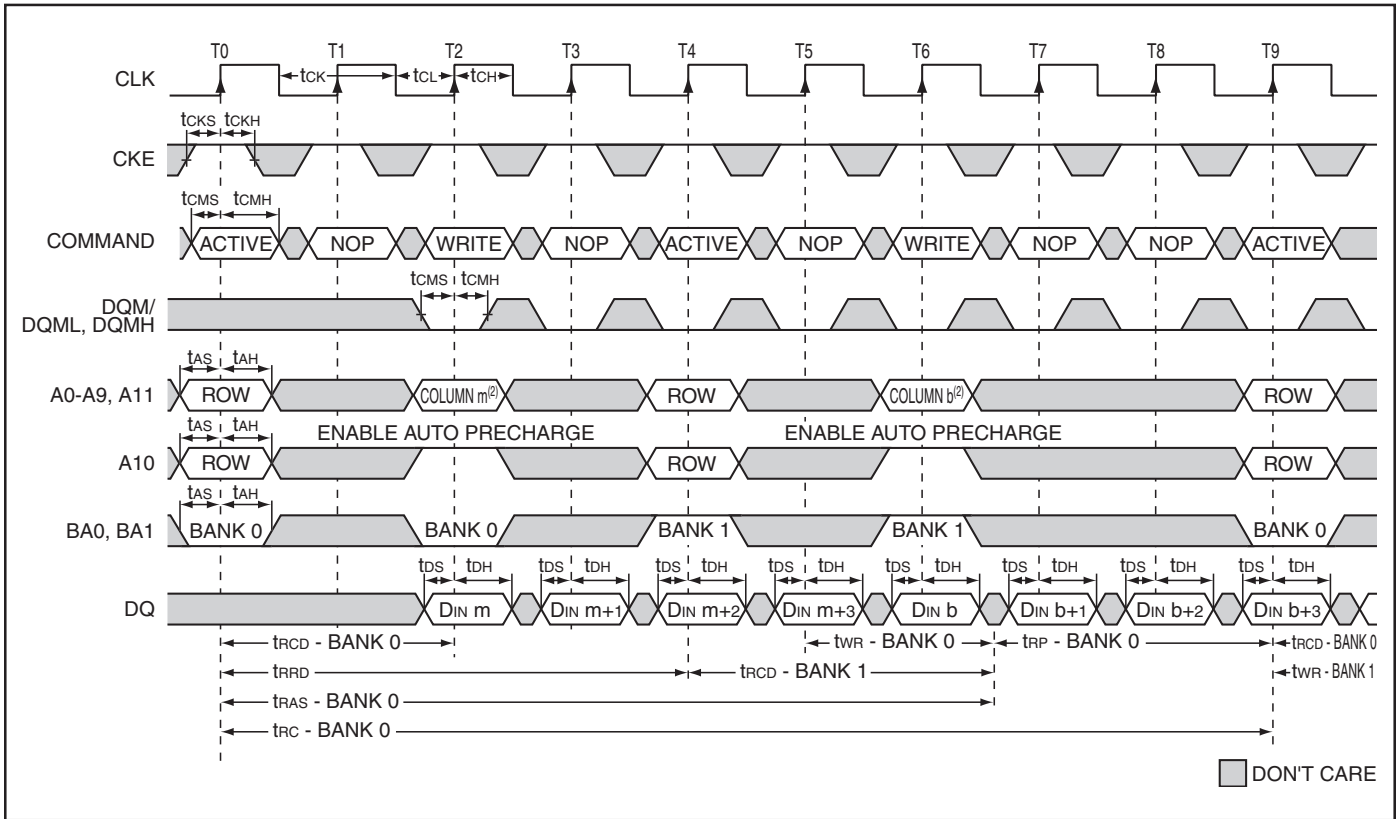 T0 T1 T2 T3 T4 T5 T6 T7 T8 T9
CLK tCK tCL tCH
tCKS tCKH
CKE
tCMS tCMH
COMMAND ACTIVE NOP WRITE NOP ACTIVE NOP WRITE NOP NOP ACTIVE
tCMS tCMH
DQM/
DQML, DQMH
tAS tAH
A0-A9, A11 ROW COLUMN m(2) ROW COLUMN b(2) ROW
tAS tAH ENABLE AUTO PRECHARGE ENABLE AUTO PRECHARGE
A10 ROW ROW ROW
tAS tAH
BA0, BA1 BANK 0 BANK 0 BANK 1 BANK 1 BANK 0
tDS tDH tDS tDH tDS tDH tDS tDH tDS tDH tDS tDH tDS tDH tDS tDH
DQ DIN m DIN m+1 DIN m+2 DIN m+3 DIN b DIN b+1 DIN b+2 DIN b+3
tRCD - BANK 0 tWR - BANK 0 tRP - BANK 0 tRCD - BANK 0
tRRD tRCD - BANK 1 tWR - BANK 1
tRAS - BANK 0
tRC - BANK 0
DON'T CARE